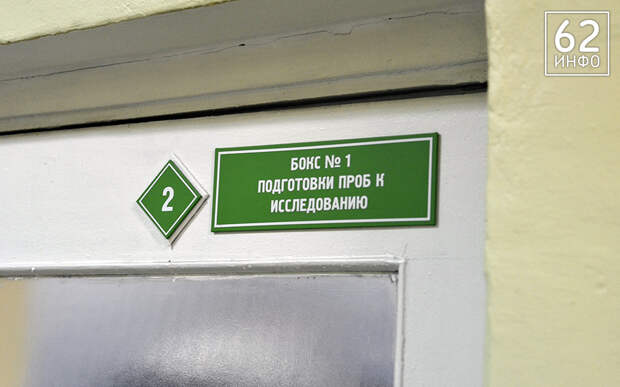 62
ИНФО
БОКС № 1
ПОДГОТОВКИ ПРОБ К
ИССЛЕДОВАНИЮ
2